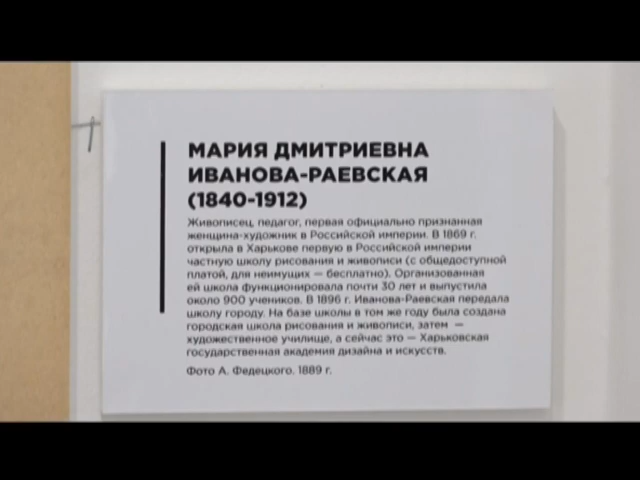 МАРИЯ ДМИТРИЕВНА
ИВАНОВА-РАЕВСКАЯ
(1840-1912)
Живописец, педагог, первая официально признанная
женщина-художник в Российской империи. В 1869 г.
открыла в Харькове первую в Российской империи
частную школу рисования и живописи (с общедоступной
платой, для неимущих — бесплатно). Организованная
ей школа функционировала почти 30 лет и выпустила
около 900 учеников. В 1896 г. Иванова-Раевская передала
школу городу. На базе школы в том же году была создана
городская школа рисования и живописи, затем —
художественное училище, а сейчас это — Харьковская
государственная академия дизайна и искусств.
Фото А. Федецкого. 1889 г.